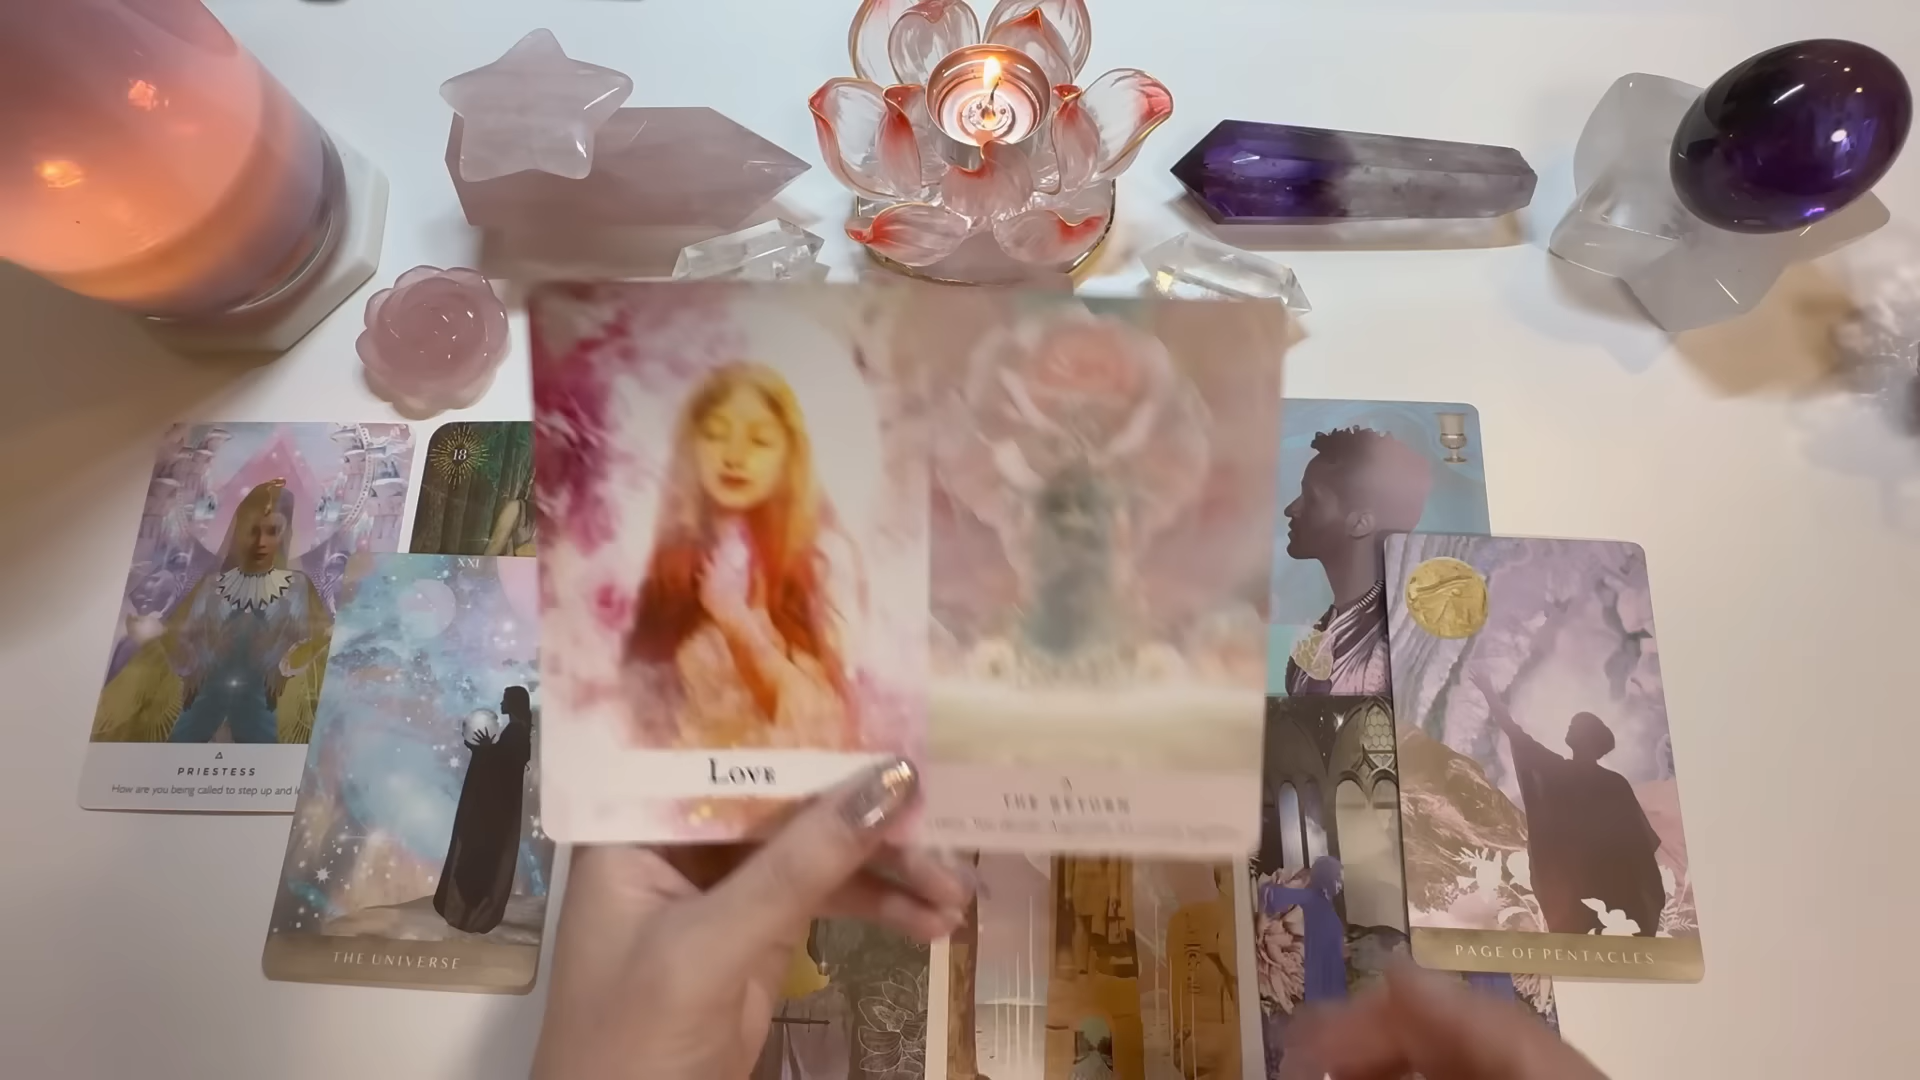 18
XXI
LOVE
THE RETURN
PRIESTESS
How are you being called to step up and
THE UNIVERSE
PAGE OF PENTACLES